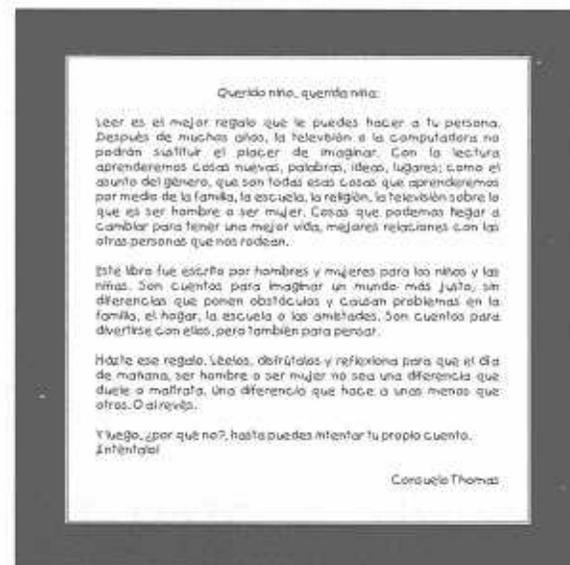 Querido niño, querida niña:
Leer es el mejor regalo que le puedes hacer a tu persona.
Después de muchos años, la televisión o la computadora no
podrán sustituir el placer de imaginar. Con la lectura
aprenderemos cosas nuevas, palabras, ideas, lugares; como el
asunto del género, que son todas esas cosas que aprenderemos
por medio de la familia, la escuela, la religión, la televisión sobre lo
que es ser hombre o ser mujer. Cosas que podemos llegar a
cambiar para tener una mejor vida, mejores relaciones con las
otras personas que nos rodean.
Este libro fue escrito por hombres y mujeres para los niños y las
niñas. Son cuentos para imaginar un mundo más justo, sin
diferencias que ponen obstáculos y causan problemas en la
familia, el hogar, la escuela o las amistades. Son cuentos para
divertirse con ellos, pero también para pensar.
Házte ese regalo. Léelos, disfrútalos y reflexiona para que el día
de mañana, ser hombre o ser mujer no sea una diferencia que
duele o maltrata. Una diferencia que hace a unas menos que
otros. O al revés.
Y luego, ¿por qué no?, hasta puedes intentar tu propio cuento.
¡Inténtalo!
Consuelo Thomas